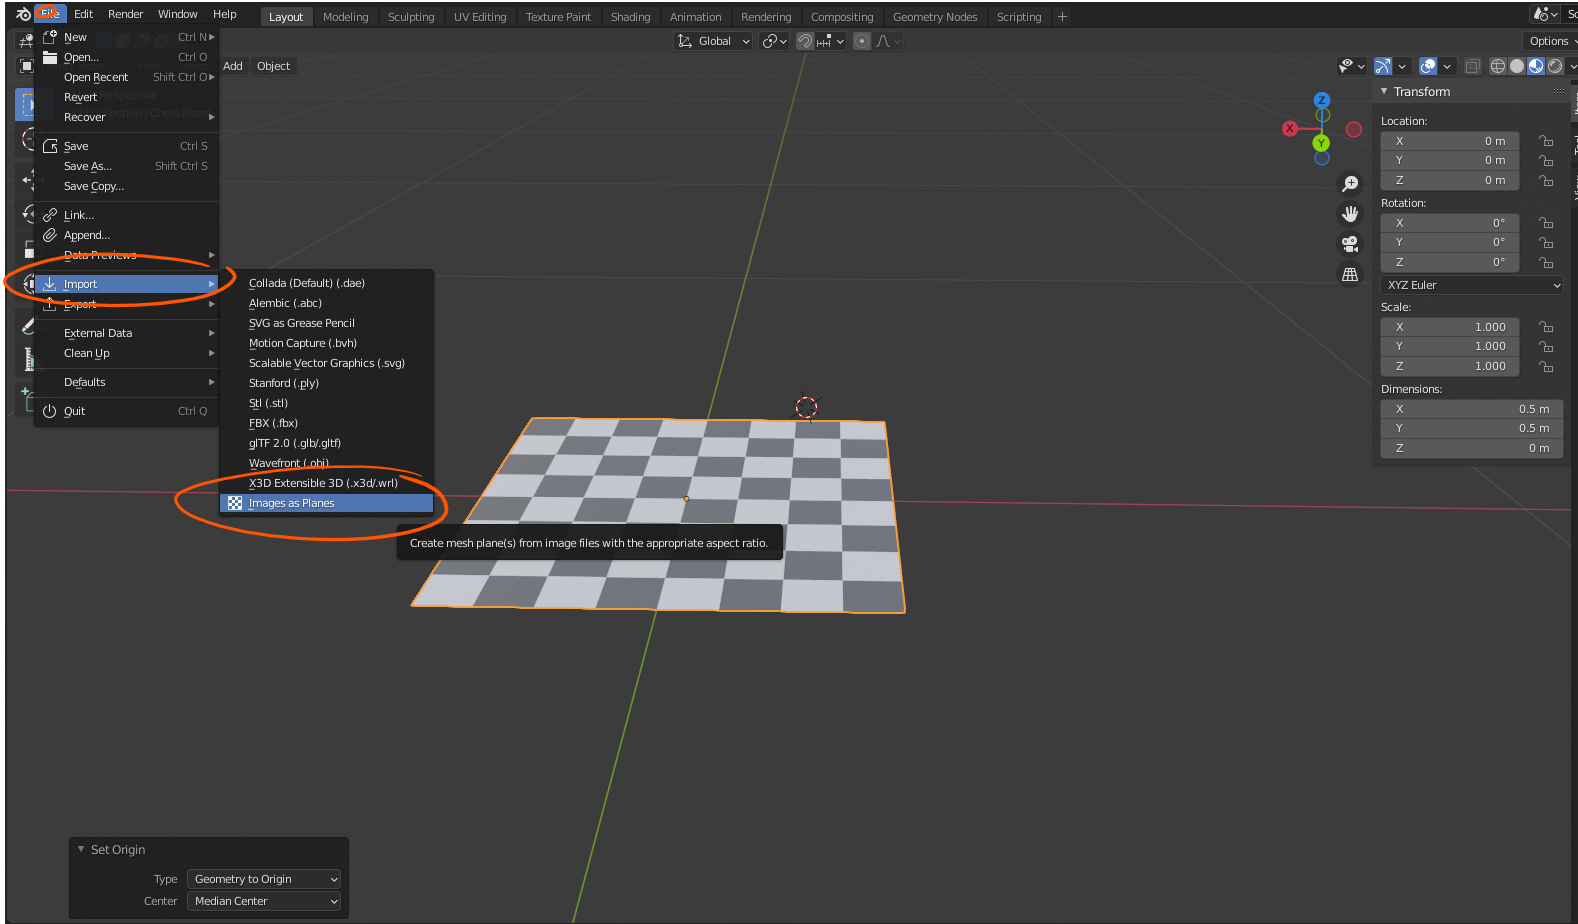 File Edit Render Window Help
Layout Modeling Sculpting UV Editing Texture Paint Shading Animation Rendering Compositing Geometry Nodes Scripting +
Global
Options
View
Add Object
New Ctrl N
Open... Ctrl O
Open Recent Shift Ctrl O
Revert
Recover
Save Ctrl S
Save As... Shift Ctrl S
Save Copy...
Link...
Append...
Data Previews
Import
Export
External Data
Clean Up
Defaults
Quit Ctrl Q
Perspective
Collection | Chess Board
Collada (Default) (.dae)
Alembic (.abc)
SVG as Grease Pencil
Motion Capture (.bvh)
Scalable Vector Graphics (.svg)
Stanford (.ply)
Stl (.stl)
FBX (.fbx)
glTF 2.0 (.glb/.gltf)
Wavefront (.obj)
X3D Extensible 3D (.x3d/.wrl)
Images as Planes
Create mesh plane(s) from image files with the appropriate aspect ratio.
Z
X
Y
Transform
Location:
X 0 m
Y 0 m
Z 0 m
Rotation:
X 0°
Y 0°
Z 0°
XYZ Euler
Scale:
X 1.000
Y 1.000
Z 1.000
Dimensions:
X 0.5 m
Y 0.5 m
Z 0 m
Set Origin
Type Geometry to Origin
Center Median Center